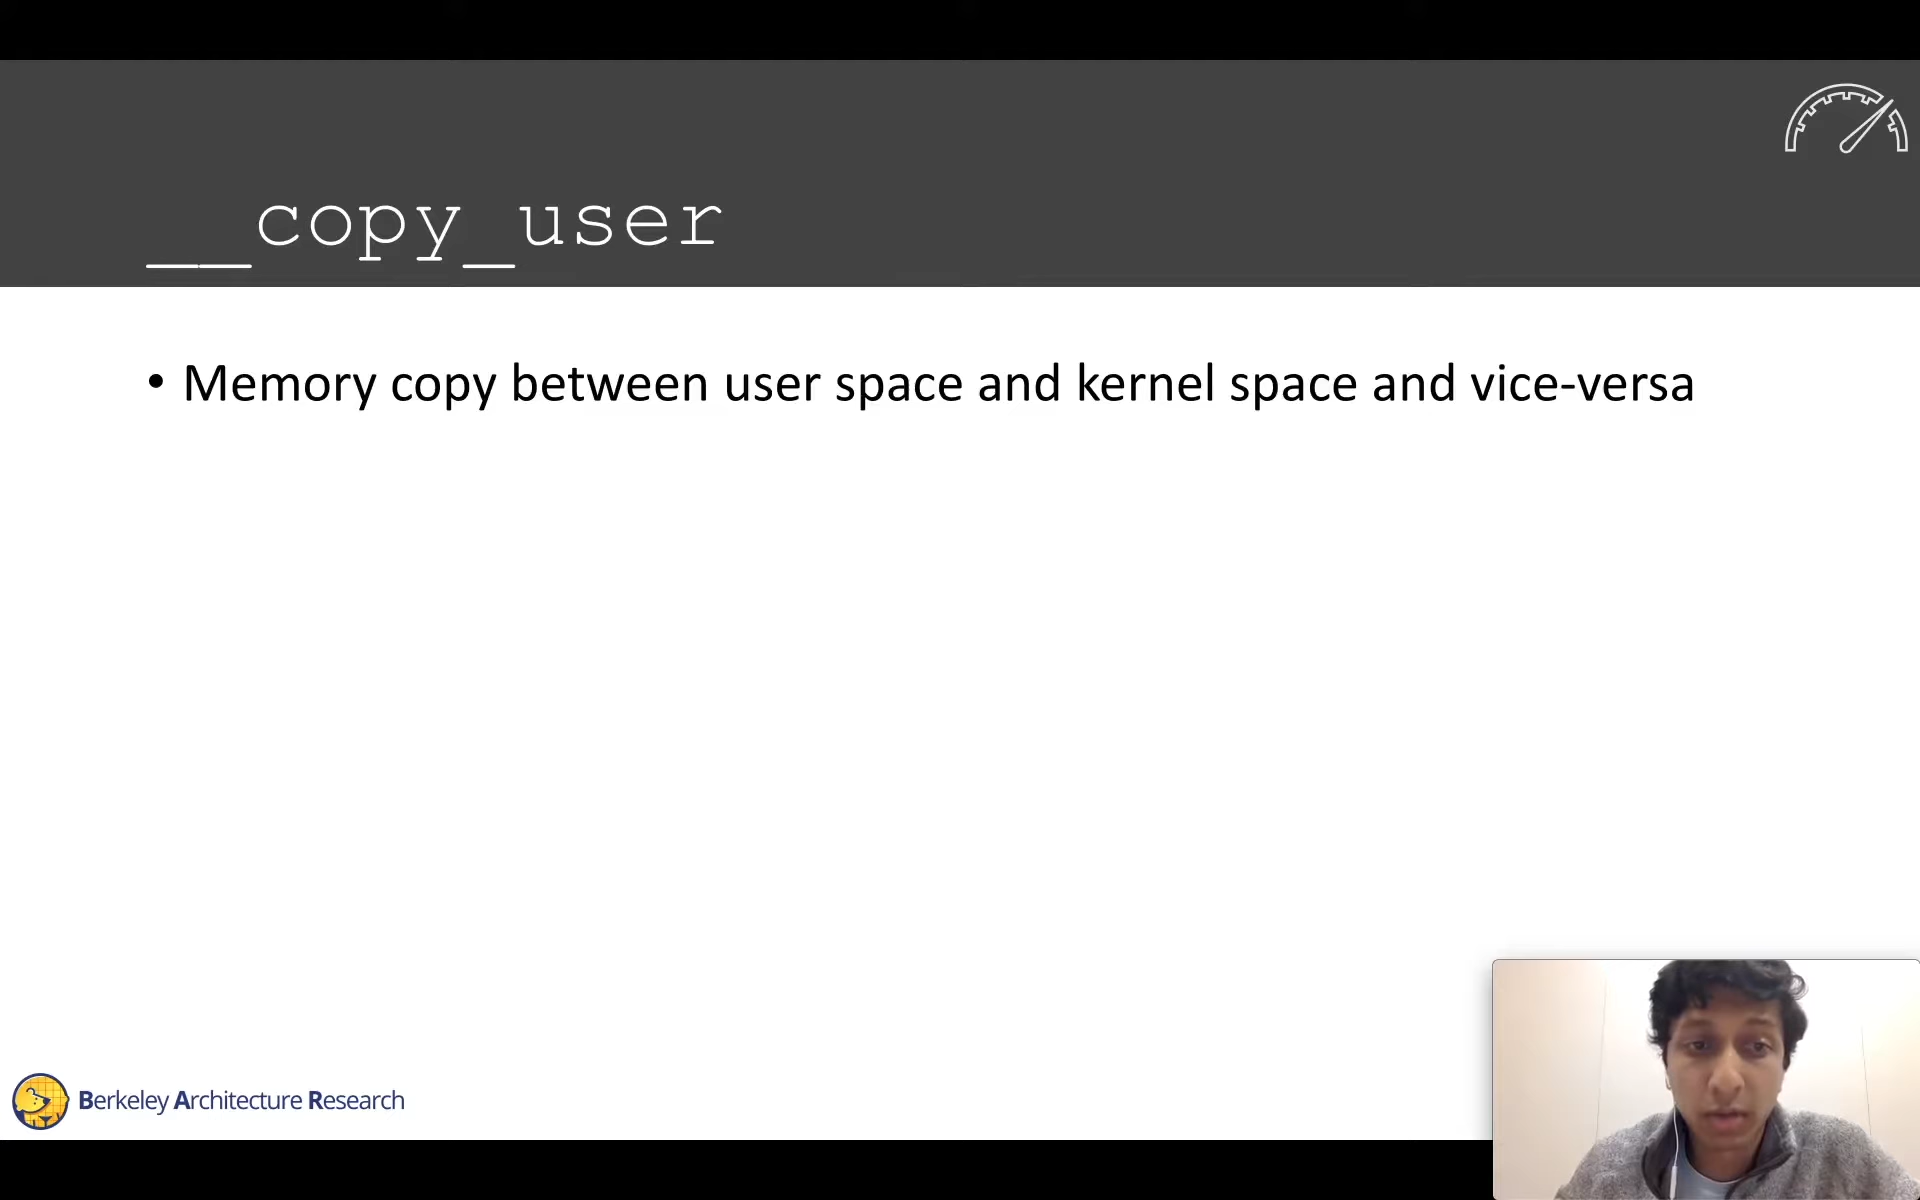 __copy_user
• Memory copy between user space and kernel space and vice-versa
Berkeley Architecture Research